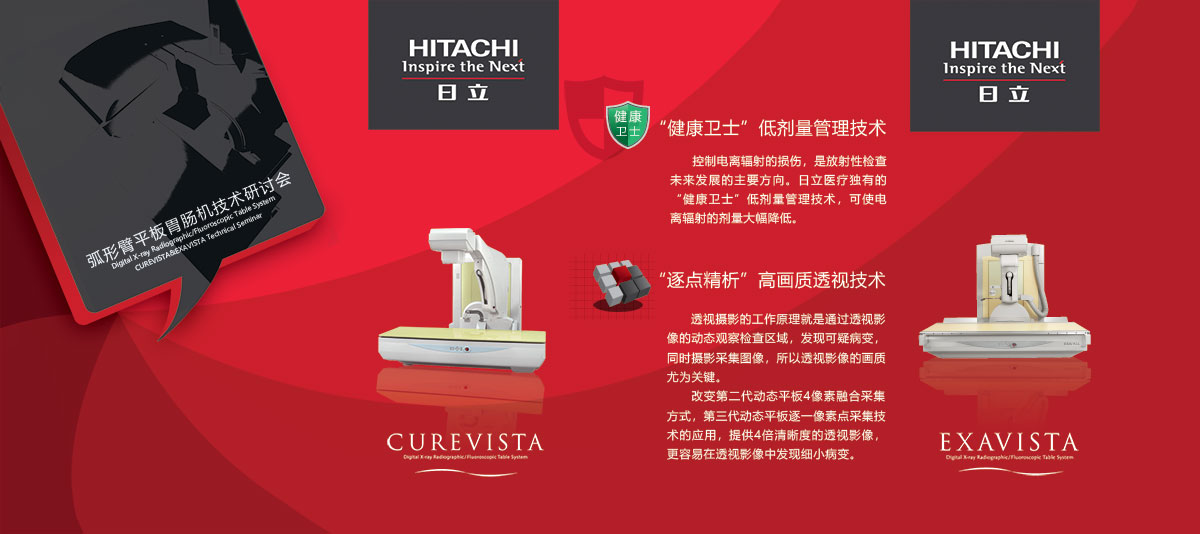 弧形臂平板胃肠机技术研讨会
Digital X-ray Radiographic/Fluoroscopic Table System
CUREVISTA&EXAVISTA Technical Seminar
HITACHI
Inspire the Next
日立
CUREVISTA
Digital X-ray Radiographic/Fluoroscopic Table System
健康
卫士
“健康卫士”低剂量管理技术
控制电离辐射的损伤，是放射性检查
未来发展的主要方向。日立医疗独有的
“健康卫士”低剂量管理技术，可使电
离辐射的剂量大幅降低。
“逐点精析”高画质透视技术
透视摄影的工作原理就是通过透视影
像的动态观察检查区域，发现可疑病变，
同时摄影采集图像，所以透视影像的画质
尤为关键。
改变第二代动态平板4像素融合采集
方式，第三代动态平板逐一像素点采集技
术的应用，提供4倍清晰度的透视影像，
更容易在透视影像中发现细小病变。
HITACHI
Inspire the Next
日立
EXAVISTA
Digital X-ray Radiographic/Fluoroscopic Table System